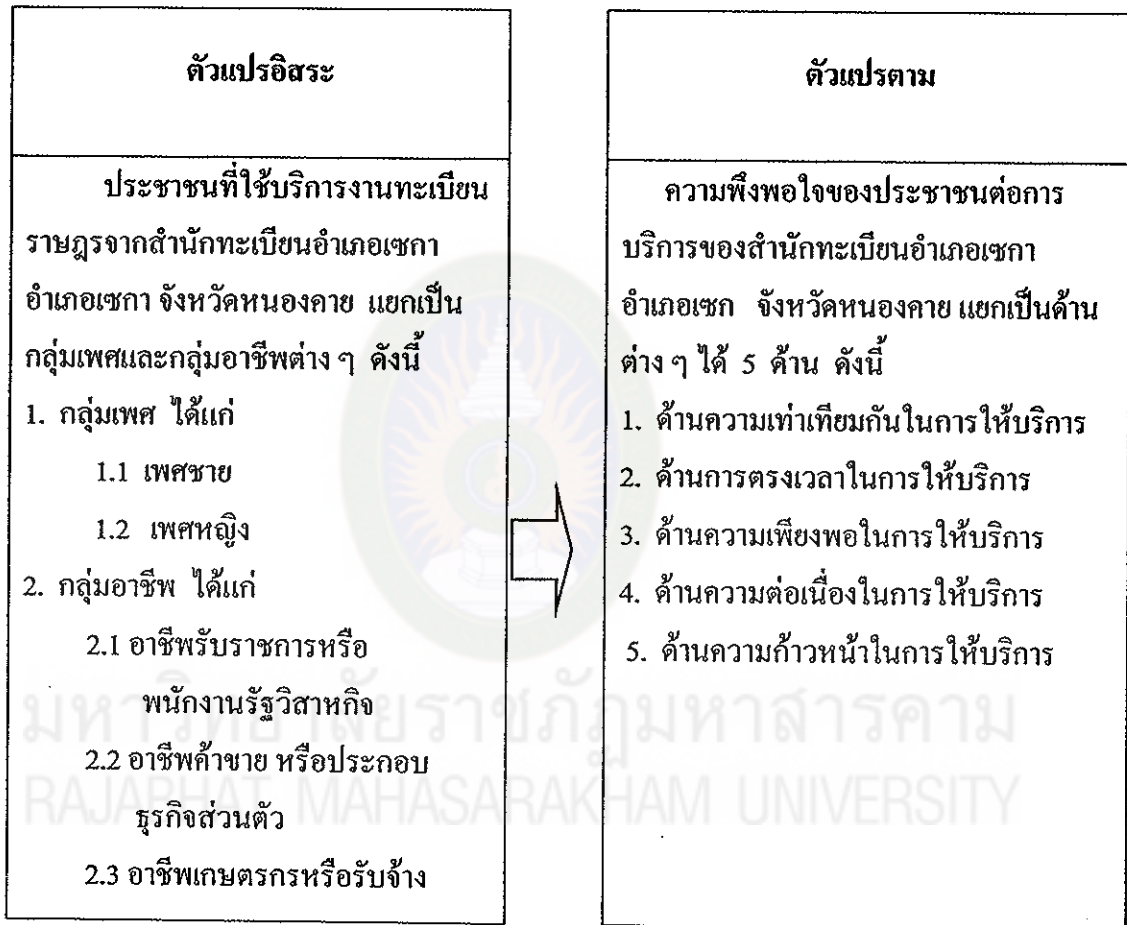 ตัวแปรอิสระ
ประชาชนที่ใช้บริการงานทะเบียน
ราษฎรจากสำนักทะเบียนอำเภอเซกา
อำเภอเซกา จังหวัดหนองคาย แยกเป็น
กลุ่มเพศและกลุ่มอาชีพต่าง ๆ ดังนี้
1. กลุ่มเพศ ได้แก่
1.1 เพศชาย
1.2 เพศหญิง
2. กลุ่มอาชีพ ได้แก่
2.1 อาชีพรับราชการหรือ
พนักงานรัฐวิสาหกิจ
2.2 อาชีพค้าขาย หรือประกอบ
ธุรกิจส่วนตัว
2.3 อาชีพเกษตรกรหรือรับจ้าง
ตัวแปรตาม
ความพึงพอใจของประชาชนต่อการ
บริการของสำนักทะเบียนอำเภอเซกา
อำเภอเซก จังหวัดหนองคาย แยกเป็นด้าน
ต่าง ๆ ได้ 5 ด้าน ดังนี้
1. ด้านความเท่าเทียมกันในการให้บริการ
2. ด้านการตรงเวลาในการให้บริการ
3. ด้านความเพียงพอในการให้บริการ
4. ด้านความต่อเนื่องในการให้บริการ
5. ด้านความก้าวหน้าในการให้บริการ
มหาวิทยาลัยราชภัฏมหาสารคาม
RAJABHAT MAHASARAKHAM UNIVERSITY